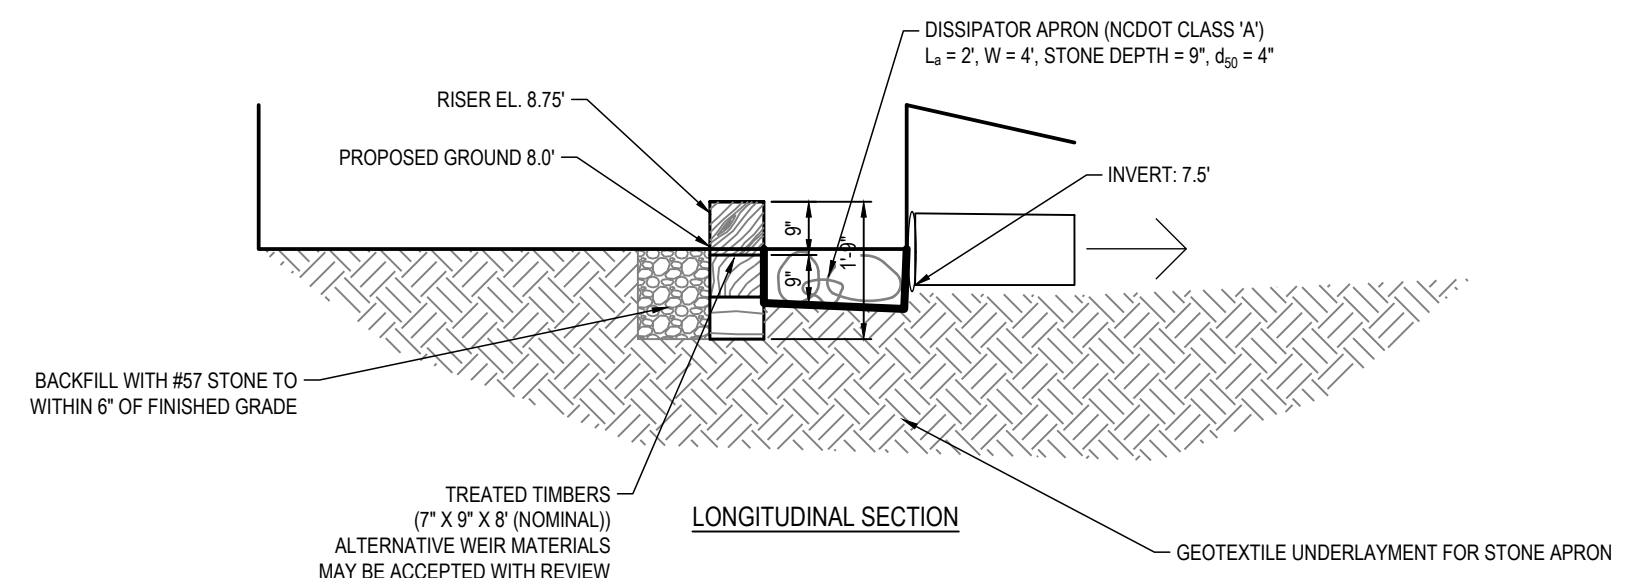 DISSIPATOR APRON (NCDOT CLASS 'A')
Lₐ = 2', W = 4', STONE DEPTH = 9", d₅₀ = 4"
RISER EL. 8.75'
PROPOSED GROUND 8.0'
INVERT: 7.5'
9"
1'-9"
9"
BACKFILL WITH #57 STONE TO
WITHIN 6" OF FINISHED GRADE
TREATED TIMBERS
(7" X 9" X 8' (NOMINAL))
ALTERNATIVE WEIR MATERIALS
MAY BE ACCEPTED WITH REVIEW
LONGITUDINAL SECTION
GEOTEXTILE UNDERLAYMENT FOR STONE APRON